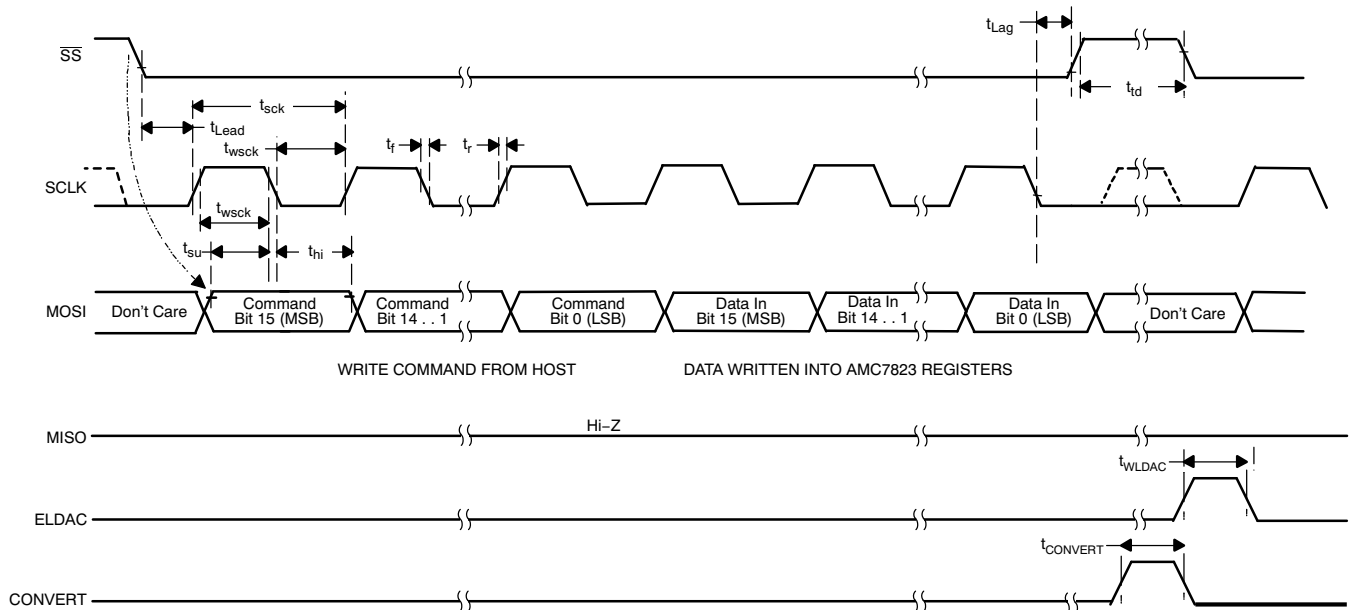 t_Lag
SS
t_td
t_sck
t_Lead
t_wsck
t_f
t_r
SCLK
t_wsck
t_su
t_hi
MOSI
Don't Care
Command
Bit 15 (MSB)
Command
Bit 14 . . 1
Command
Bit 0 (LSB)
Data In
Bit 15 (MSB)
Data In
Bit 14 . . 1
Data In
Bit 0 (LSB)
Don't Care
WRITE COMMAND FROM HOST
DATA WRITTEN INTO AMC7823 REGISTERS
Hi–Z
MISO
t_WLDAC
ELDAC
t_CONVERT
CONVERT